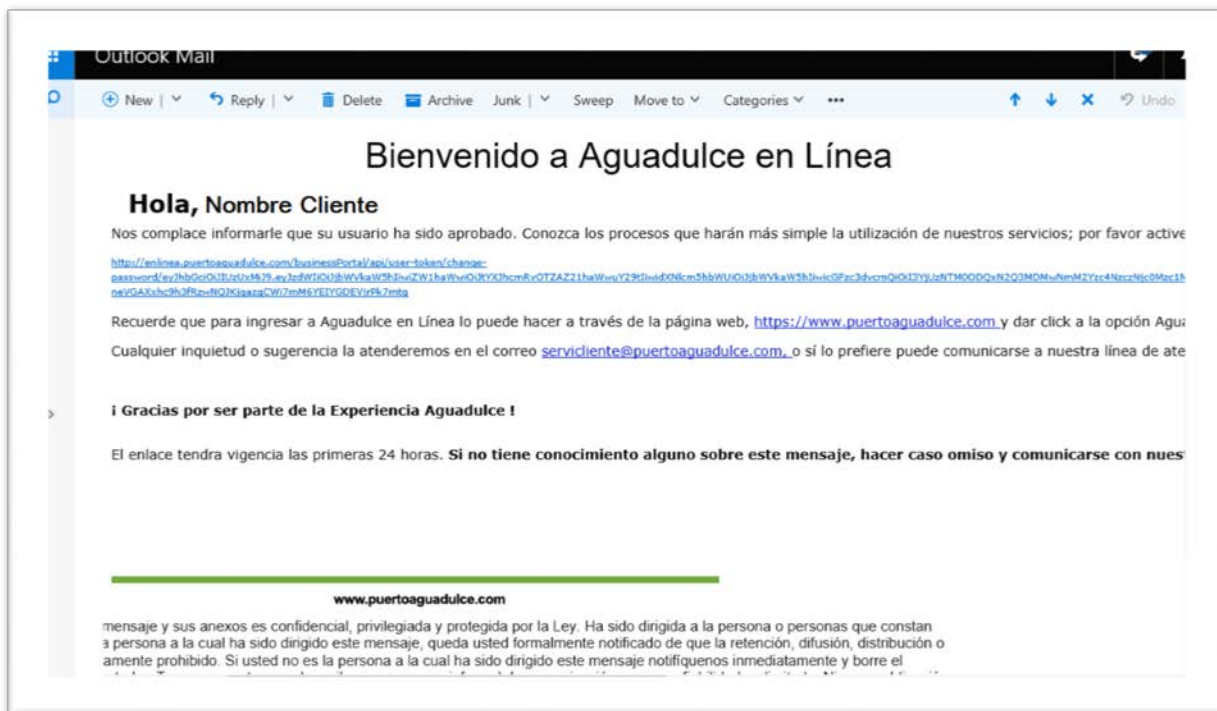 Outlook Mail
New | Reply | Delete Archive Junk | Sweep Move to Categories Undo
Bienvenido a Aguadulce en Línea
Hola, Nombre Cliente
Nos complace informarle que su usuario ha sido aprobado. Conozca los procesos que harán más simple la utilización de nuestros servicios; por favor active
http://enlinea.puertoaguadulce.com/businessPortal/api/user-token/change-
Recuerde que para ingresar a Aguadulce en Línea lo puede hacer a través de la página web, https://www.puertoaguadulce.com y dar click a la opción Agua
Cualquier inquietud o sugerencia la atenderemos en el correo servicliente@puertoaguadulce.com, o sí lo prefiere puede comunicarse a nuestra línea de ate
¡ Gracias por ser parte de la Experiencia Aguadulce !
El enlace tendra vigencia las primeras 24 horas. Si no tiene conocimiento alguno sobre este mensaje, hacer caso omiso y comunicarse con nues
www.puertoaguadulce.com
mensaje y sus anexos es confidencial, privilegiada y protegida por la Ley. Ha sido dirigida a la persona o personas que constan
a persona a la cual ha sido dirigido este mensaje, queda usted formalmente notificado de que la retención, difusión, distribución o
amente prohibido. Si usted no es la persona a la cual ha sido dirigido este mensaje notifíquenos inmediatamente y borre el